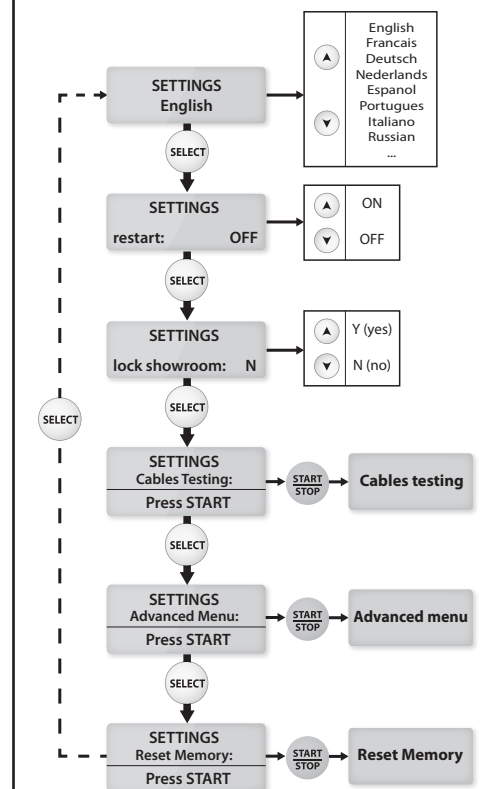 English
Francais
Deutsch
Nederlands
Espanol
Portugues
Italiano
Russian
...
SETTINGS
English
SELECT
SETTINGS
restart: OFF
ON
OFF
SELECT
SETTINGS
lock showroom: N
Y (yes)
N (no)
SELECT
SELECT
SETTINGS
Cables Testing:
Press START
START
STOP
Cables testing
SELECT
SETTINGS
Advanced Menu:
Press START
START
STOP
Advanced menu
SELECT
SETTINGS
Reset Memory:
Press START
START
STOP
Reset Memory